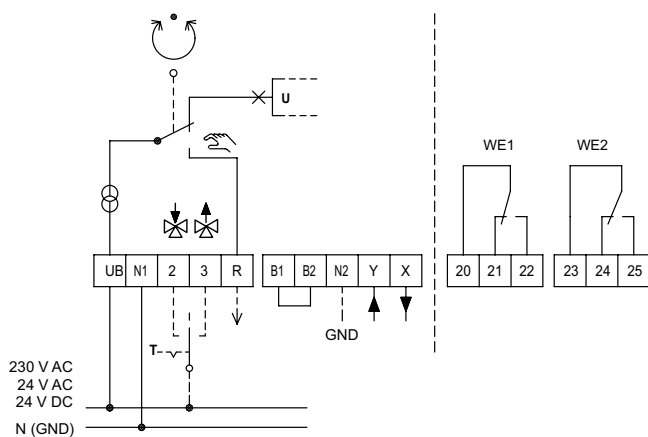 U
WE1
WE2
UB N1 2 3 R B1 B2 N2 Y X 20 21 22 23 24 25
GND
T
230 V AC
24 V AC
24 V DC
N (GND)